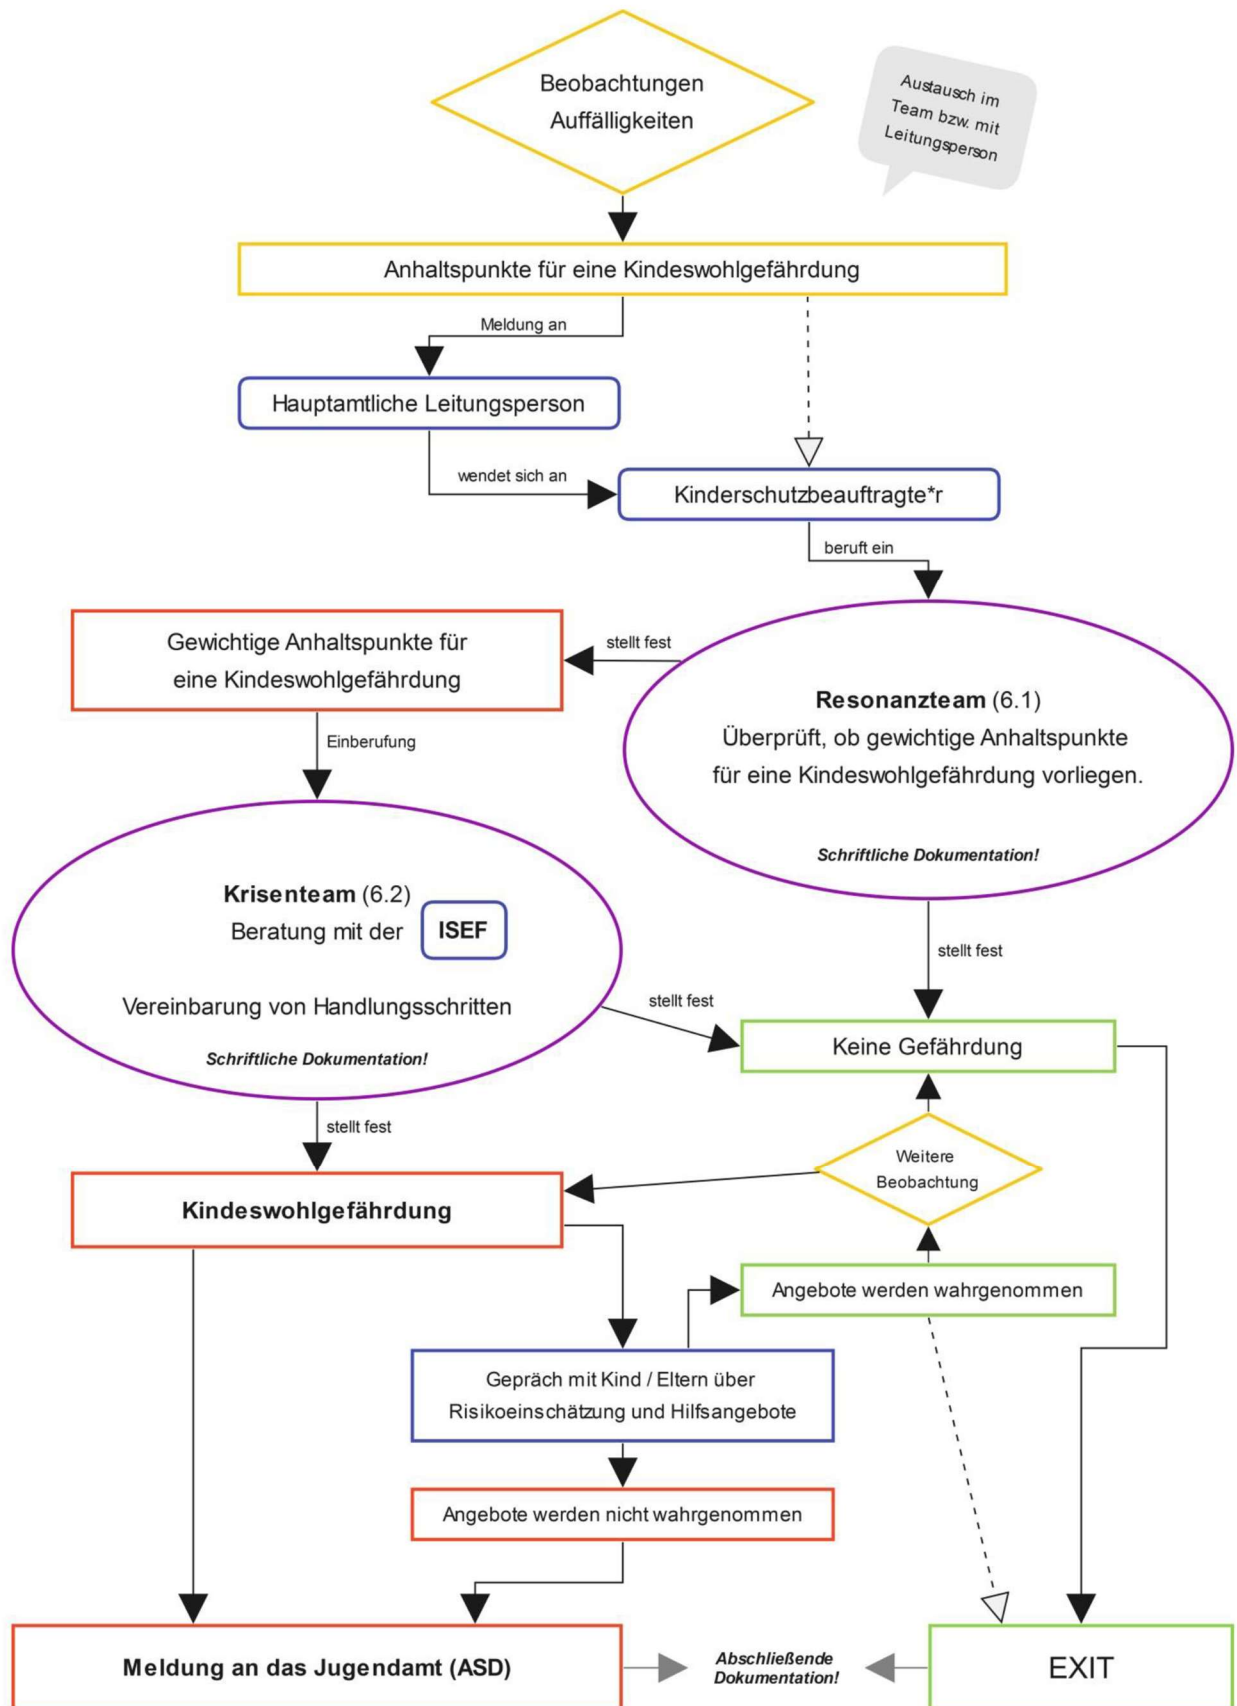 Beobachtungen
Auffälligkeiten
Austausch im
Team bzw. mit
Leitungsperson
Anhaltspunkte für eine Kindeswohlgefährdung
Meldung an
Hauptamtliche Leitungsperson
wendet sich an
Kinderschutzbeauftragte*r
beruft ein
Gewichtige Anhaltspunkte für
eine Kindeswohlgefährdung
stellt fest
Resonanzteam (6.1)
Überprüft, ob gewichtige Anhaltspunkte
für eine Kindeswohlgefährdung vorliegen.
Schriftliche Dokumentation!
Einberufung
Krisenteam (6.2)
Beratung mit der ISEF
Vereinbarung von Handlungsschritten
Schriftliche Dokumentation!
stellt fest
stellt fest
Keine Gefährdung
stellt fest
Weitere
Beobachtung
Kindeswohlgefährdung
Angebote werden wahrgenommen
Gepräch mit Kind / Eltern über
Risikoeinschätzung und Hilfsangebote
Angebote werden nicht wahrgenommen
Meldung an das Jugendamt (ASD)
Abschließende
Dokumentation!
EXIT